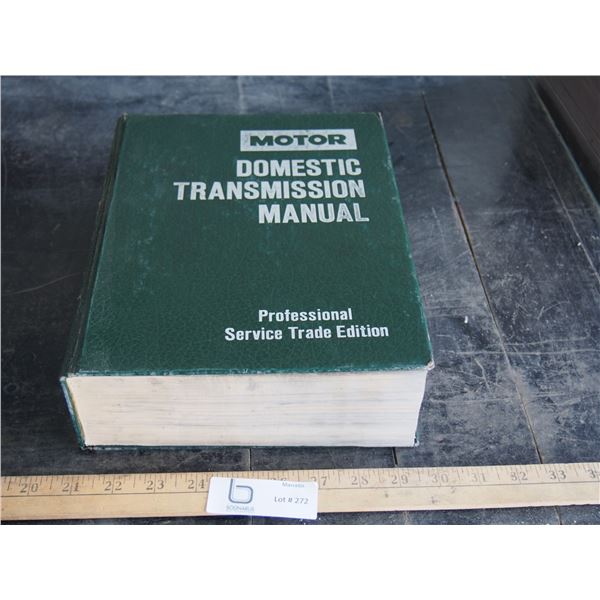 MOTOR
DOMESTIC
TRANSMISSION
MANUAL
Professional
Service Trade Edition
20 21 22 23 24 27 28 29 30 31 32 33
b
Manatis
Lot # 272